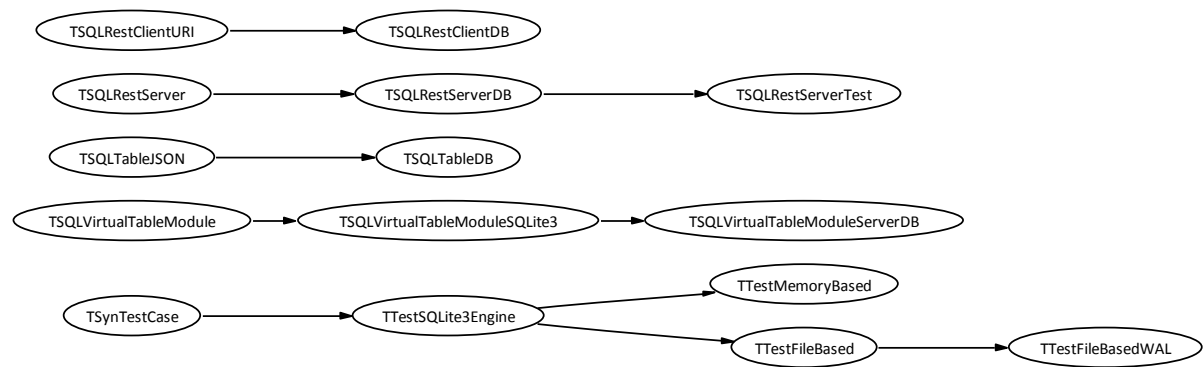 TSQLRestClientURI TSQLRestClientDB
TSQLRestServer TSQLRestServerDB TSQLRestServerTest
TSQLTableJSON TSQLTableDB
TSQLVirtualTableModule TSQLVirtualTableModuleSQLite3 TSQLVirtualTableModuleServerDB
TTestMemoryBased
TSynTestCase TTestSQLite3Engine
TTestFileBased TTestFileBasedWAL